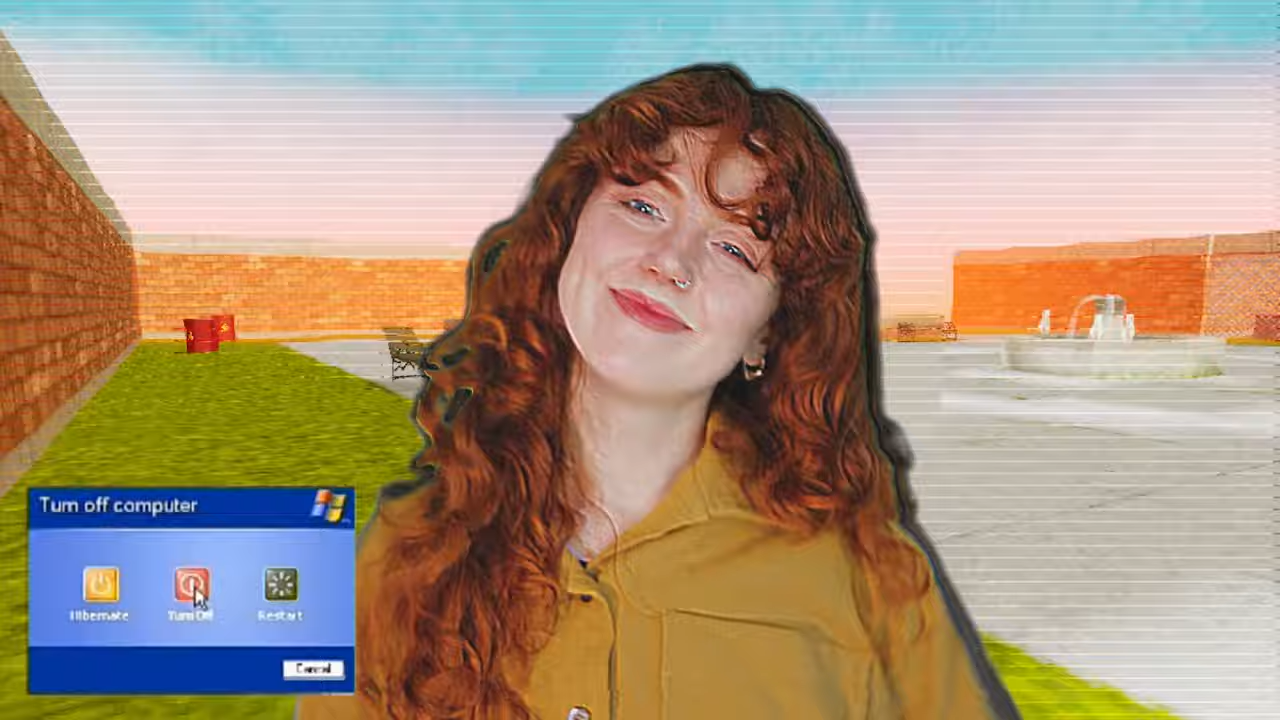 Turn off computer
Hibernate
Turn Off
Restart
Cancel